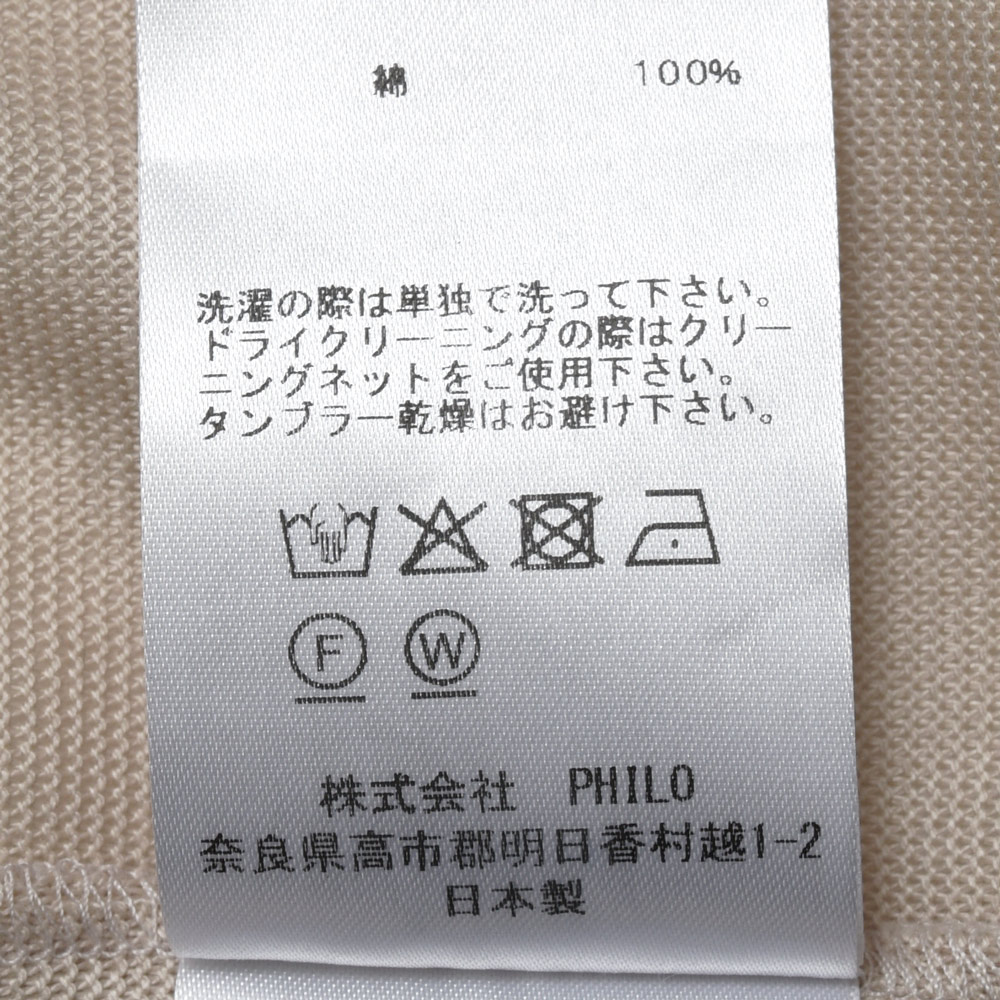 綿 100%
洗濯の際は単独で洗って下さい。
ドライクリーニングの際はクリー
ニングネットをご使用下さい。
タンブラー乾燥はお避け下さい。
F W
株式会社 PHILO
奈良県高市郡明日香村越1-2
日本製